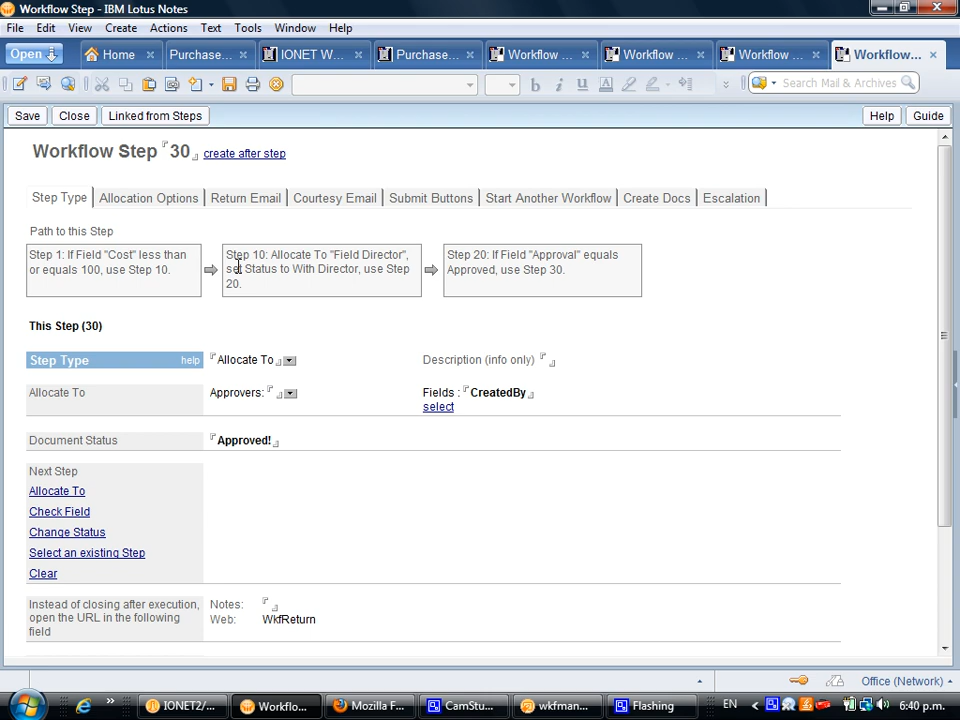 Workflow Step - IBM Lotus Notes
File Edit View Create Actions Text Tools Window Help
Open Home Purchase... IONET W... Purchase... Workflow ... Workflow ... Workflow ... Workflow...
Search Mail & Archives
Save Close Linked from Steps Help Guide
Workflow Step 30 create after step
Step Type Allocation Options Return Email Courtesy Email Submit Buttons Start Another Workflow Create Docs Escalation
Path to this Step
Step 1: If Field "Cost" less than
or equals 100, use Step 10.
Step 10: Allocate To "Field Director",
set Status to With Director, use Step
20.
Step 20: If Field "Approval" equals
Approved, use Step 30.
This Step (30)
Step Type help Allocate To Description (info only)
Allocate To Approvers: Fields : CreatedBy
select
Document Status Approved!
Next Step
Allocate To
Check Field
Change Status
Select an existing Step
Clear
Instead of closing after execution,
open the URL in the following
field
Notes:
Web: WkfReturn
Office (Network)
IONET2/... Workflo... Mozilla F... CamStu... wkfman... Flashing EN 6:40 p.m.